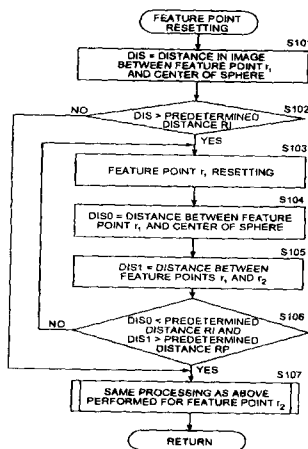 FEATURE POINT
RESETTING
S101
DIS = DISTANCE IN IMAGE
BETWEEN FEATURE POINT r₁
AND CENTER OF SPHERE
S102
NO
DIS > PREDETERMINED
DISTANCE RI
YES
S103
FEATURE POINT r₁ RESETTING
S104
DIS0 = DISTANCE BETWEEN FEATURE
POINT r₁ AND CENTER OF SPHERE
S105
DIS1 = DISTANCE BETWEEN
FEATURE POINTS r₁ AND r₂
S106
DIS0 < PREDETERMINED
DISTANCE RI AND
DIS1 > PREDETERMINED
DISTANCE RP
NO
YES
S107
SAME PROCESSING AS ABOVE
PERFORMED FOR FEATURE POINT r₂
RETURN